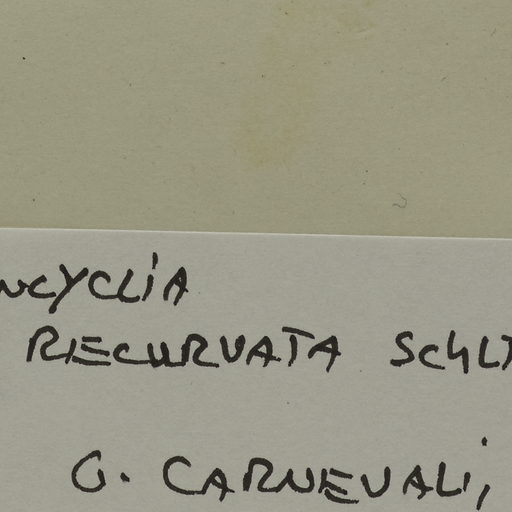 NCYCLIA
RECURVATA SCHLT
G. CARNEVALI,